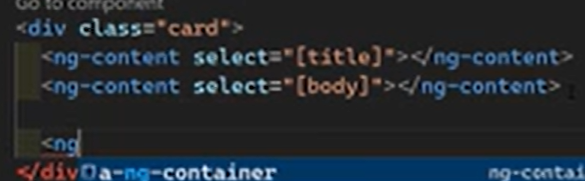 Go to component
<div class="card">
<ng-content select="[title]"></ng-content>
<ng-content select="[body]"></ng-content>
<ng
</div
a-ng-container ng-contai